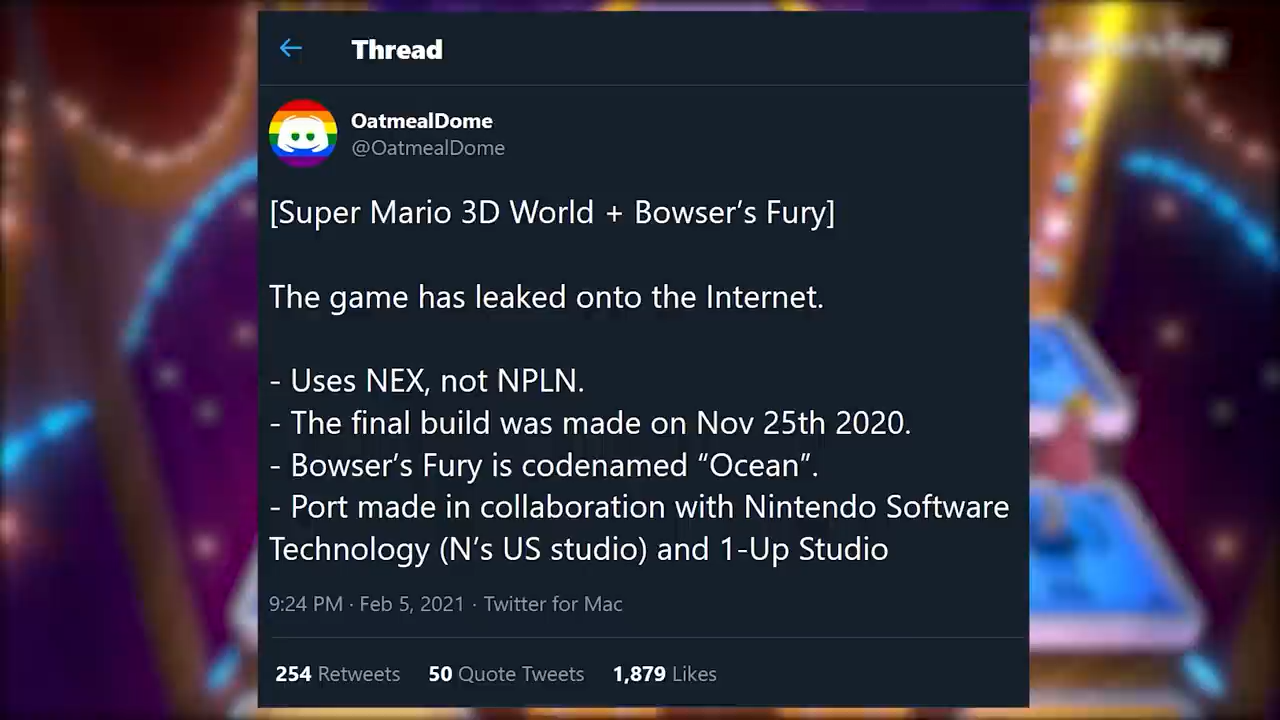 Thread
OatmealDome
@OatmealDome
[Super Mario 3D World + Bowser’s Fury]
The game has leaked onto the Internet.
- Uses NEX, not NPLN.
- The final build was made on Nov 25th 2020.
- Bowser’s Fury is codenamed “Ocean”.
- Port made in collaboration with Nintendo Software
Technology (N’s US studio) and 1-Up Studio
9:24 PM · Feb 5, 2021 · Twitter for Mac
254 Retweets 50 Quote Tweets 1,879 Likes